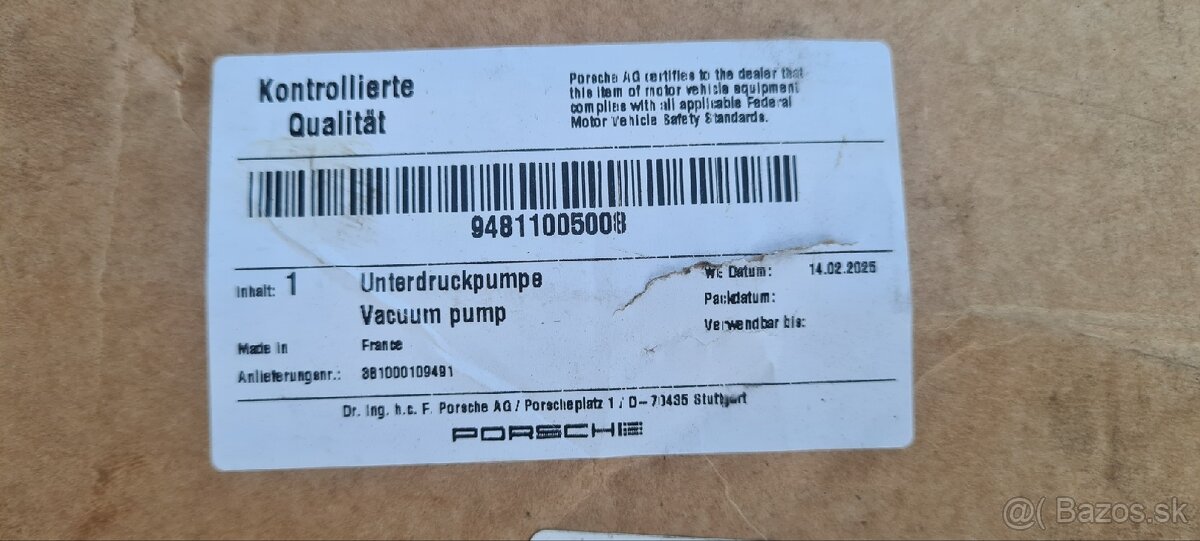 Kontrollierte
Qualität
Porsche AG certifies to the dealer that
this item of motor vehicle equipment
complies with all applicable Federal
Motor Vehicle Safety Standards.
94811005008
Inhalt: 1 Unterdruckpumpe
Vacuum pump
WE Datum: 14.02.2025
Packdatum:
Verwendbar bis:
Made in France
Anlieferungsnr.: 381000109491
Dr. Ing. h.c. F. Porsche AG / Porscheplatz 1 / D-70435 Stuttgart
PORSCHE
@( Bazos.sk